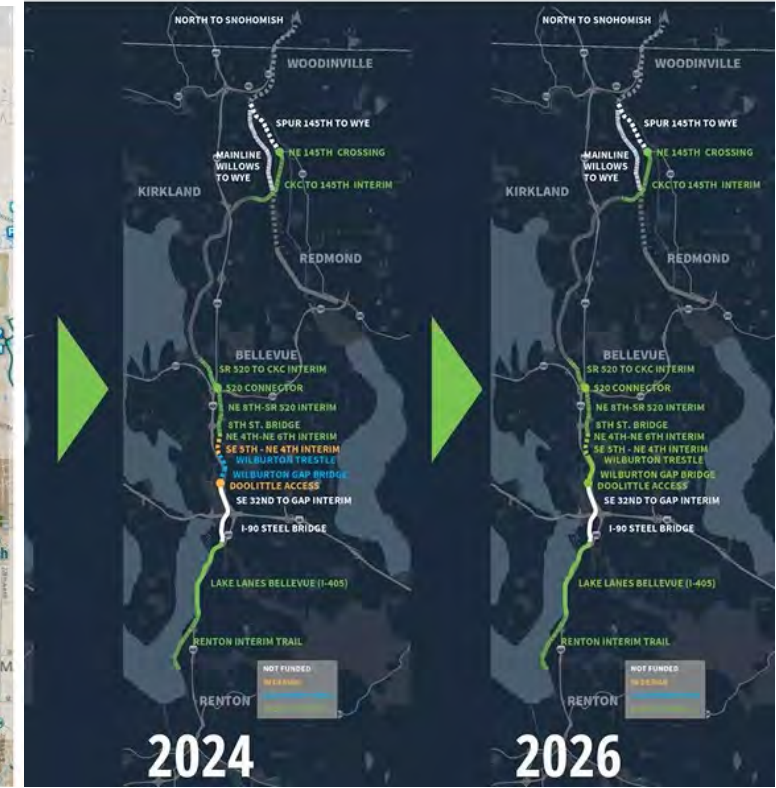 NORTH TO SNOHOMISH
WOODINVILLE
SPUR 145TH TO WYE
NE 145TH CROSSING
MAINLINE
WILLOWS
TO WYE
CKC TO 145TH INTERIM
KIRKLAND
REDMOND
BELLEVUE
SR 520 TO CKC INTERIM
520 CONNECTOR
NE 8TH-SR 520 INTERIM
8TH ST. BRIDGE
NE 4TH-NE 6TH INTERIM
SE 5TH - NE 4TH INTERIM
WILBURTON TRESTLE
WILBURTON GAP BRIDGE
DOOLITTLE ACCESS
SE 32ND TO GAP INTERIM
I-90 STEEL BRIDGE
LAKE LANES BELLEVUE (I-405)
RENTON INTERIM TRAIL
NOT FUNDED
RENTON
2024
NORTH TO SNOHOMISH
WOODINVILLE
SPUR 145TH TO WYE
NE 145TH CROSSING
MAINLINE
WILLOWS
TO WYE
CKC TO 145TH INTERIM
KIRKLAND
REDMOND
BELLEVUE
SR 520 TO CKC INTERIM
520 CONNECTOR
NE 8TH-SR 520 INTERIM
8TH ST. BRIDGE
NE 4TH-NE 6TH INTERIM
SE 5TH - NE 4TH INTERIM
WILBURTON TRESTLE
WILBURTON GAP BRIDGE
DOOLITTLE ACCESS
SE 32ND TO GAP INTERIM
I-90 STEEL BRIDGE
LAKE LANES BELLEVUE (I-405)
RENTON INTERIM TRAIL
NOT FUNDED
RENTON
2026